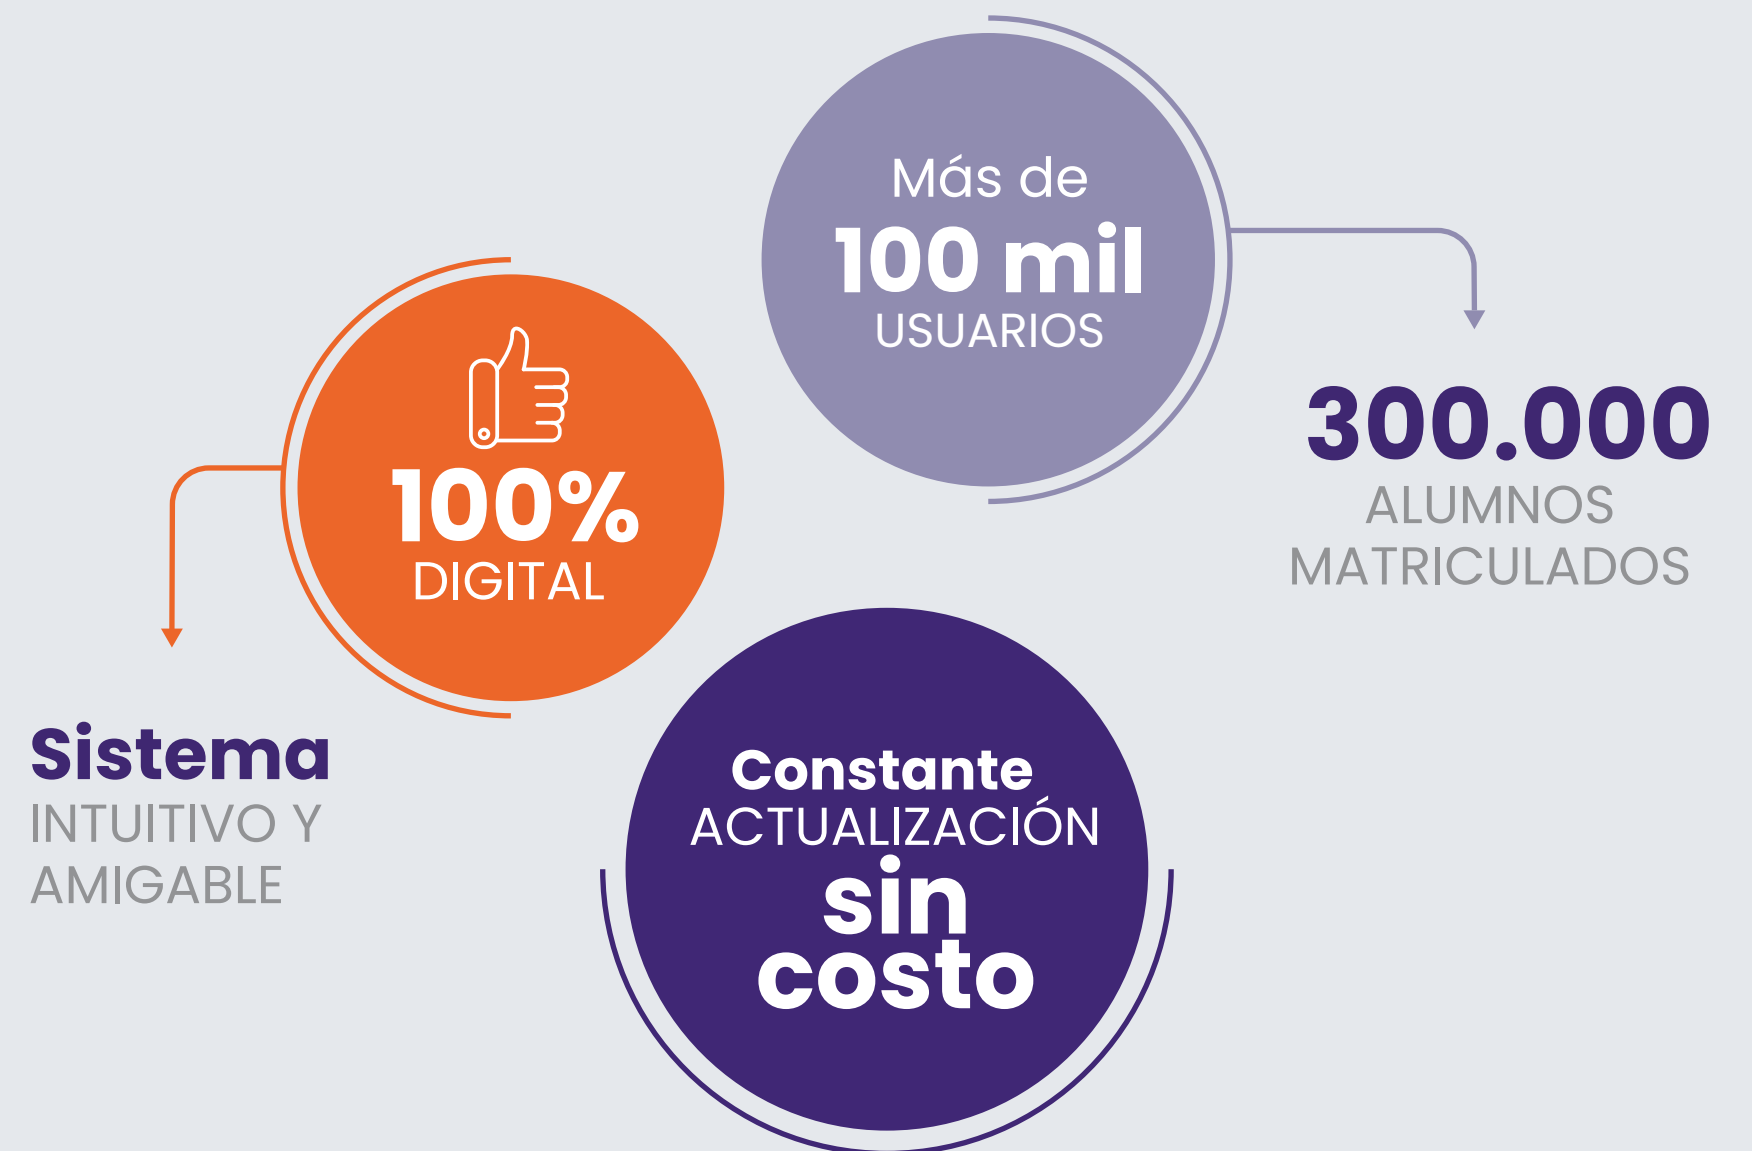 Más de
100 mil
USUARIOS
300.000
ALUMNOS
MATRICULADOS
100%
DIGITAL
Sistema
INTUITIVO Y
AMIGABLE
Constante
ACTUALIZACIÓN
sin
costo